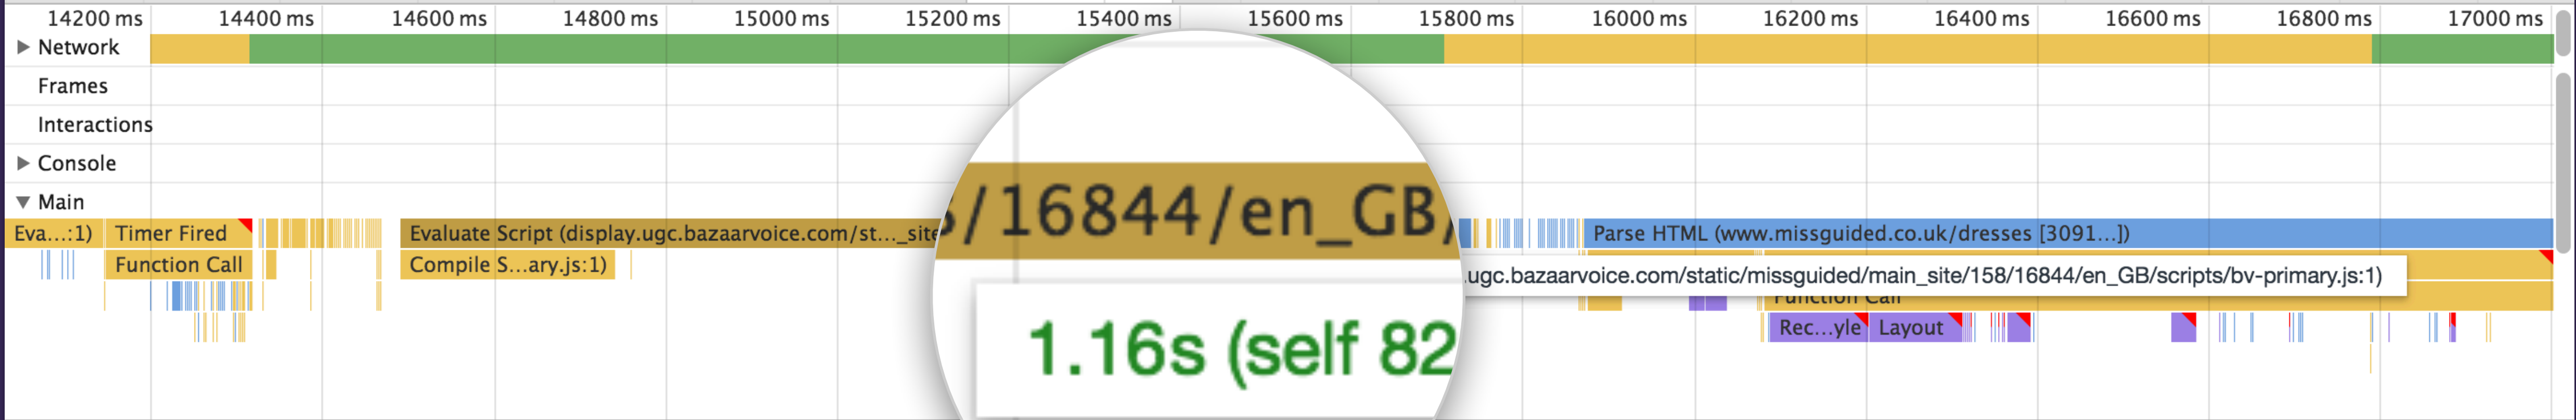 14200 ms 14400 ms 14600 ms 14800 ms 15000 ms 15200 ms 15400 ms 15600 ms 15800 ms 16000 ms 16200 ms 16400 ms 16600 ms 16800 ms 17000 ms
Network
Frames
Interactions
Console
Main
Eva...:1) Timer Fired Evaluate Script (display.ugc.bazaarvoice.com/st..._site /16844/en_GB/ Parse HTML (www.missguided.co.uk/dresses [3091...])
Function Call Compile S...ary.js:1) .ugc.bazaarvoice.com/static/missguided/main_site/158/16844/en_GB/scripts/bv-primary.js:1)
Function Call
1.16s (self 82 Rec...yle Layout